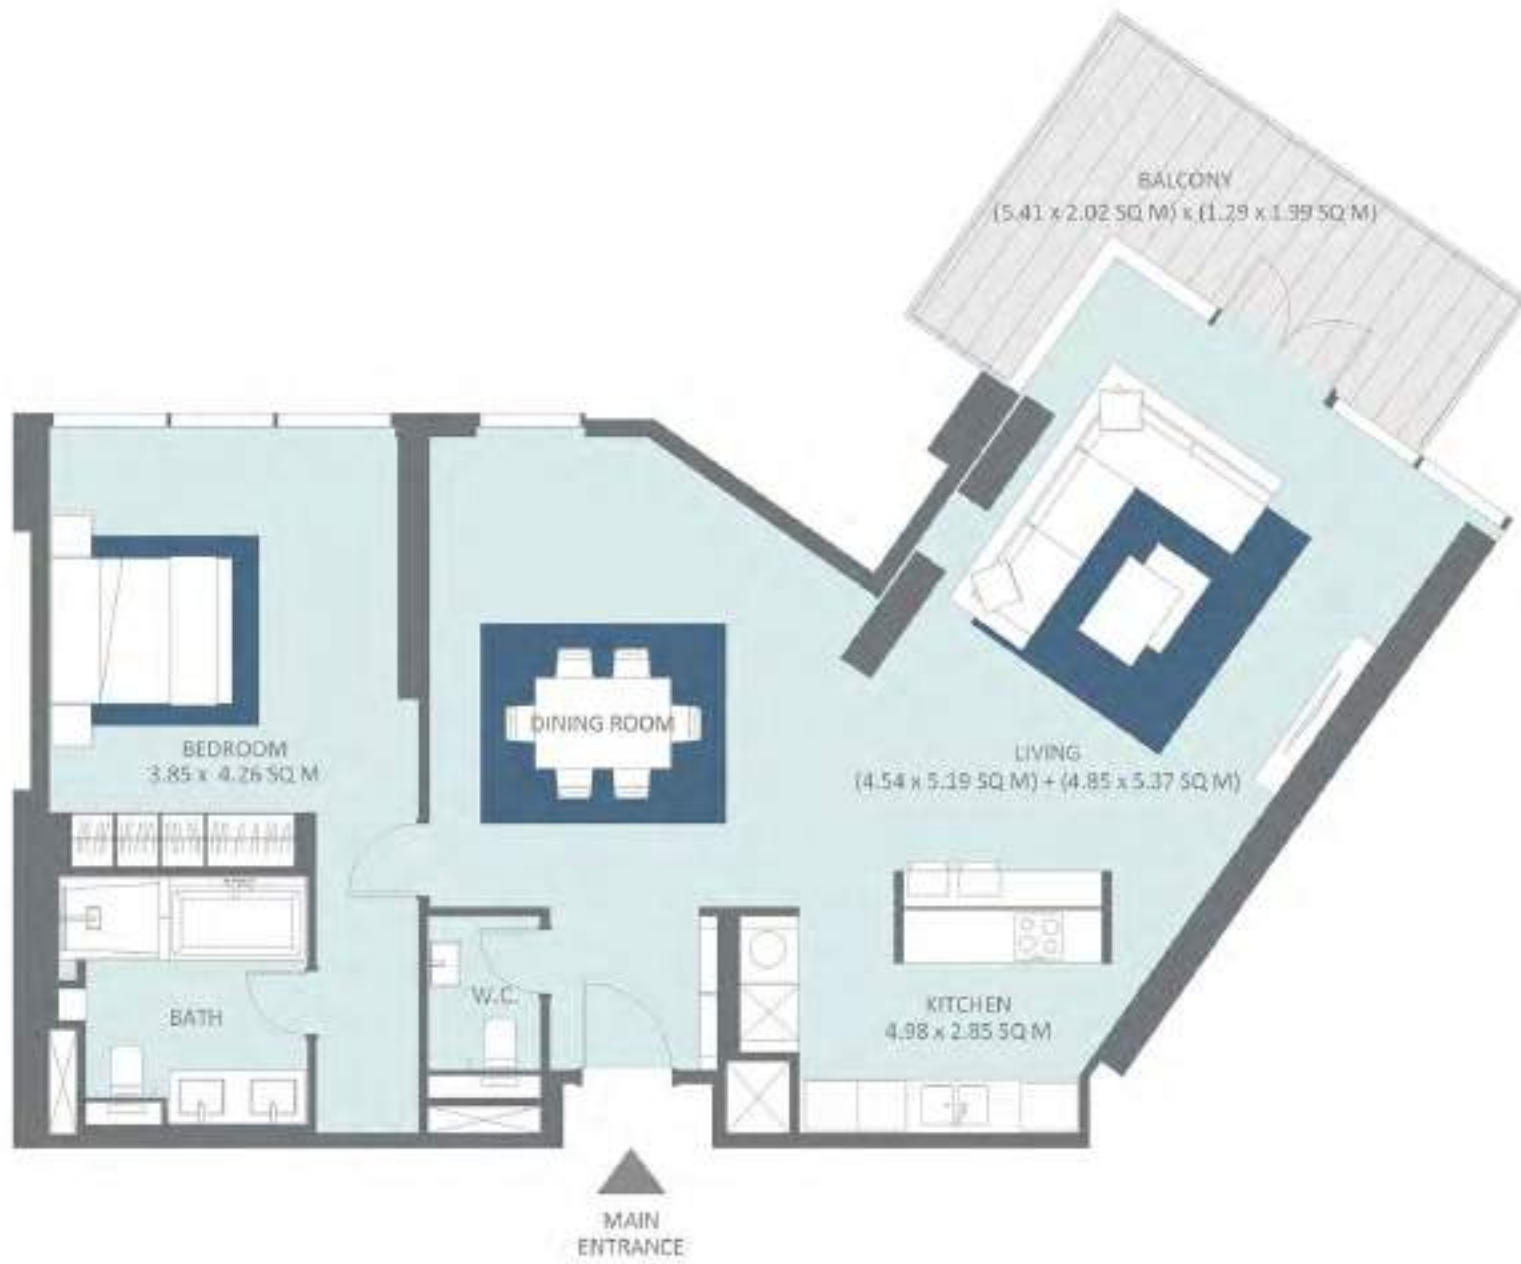 BALCONY
(5.41 x 2.02 SQ M) x (1.29 x 1.99 SQ M)
DINING ROOM
BEDROOM
3.85 x 4.26 SQ M
LIVING
(4.54 x 5.19 SQ M) + (4.85 x 5.37 SQ M)
W.C.
BATH
KITCHEN
4.98 x 2.85 SQ M
MAIN
ENTRANCE